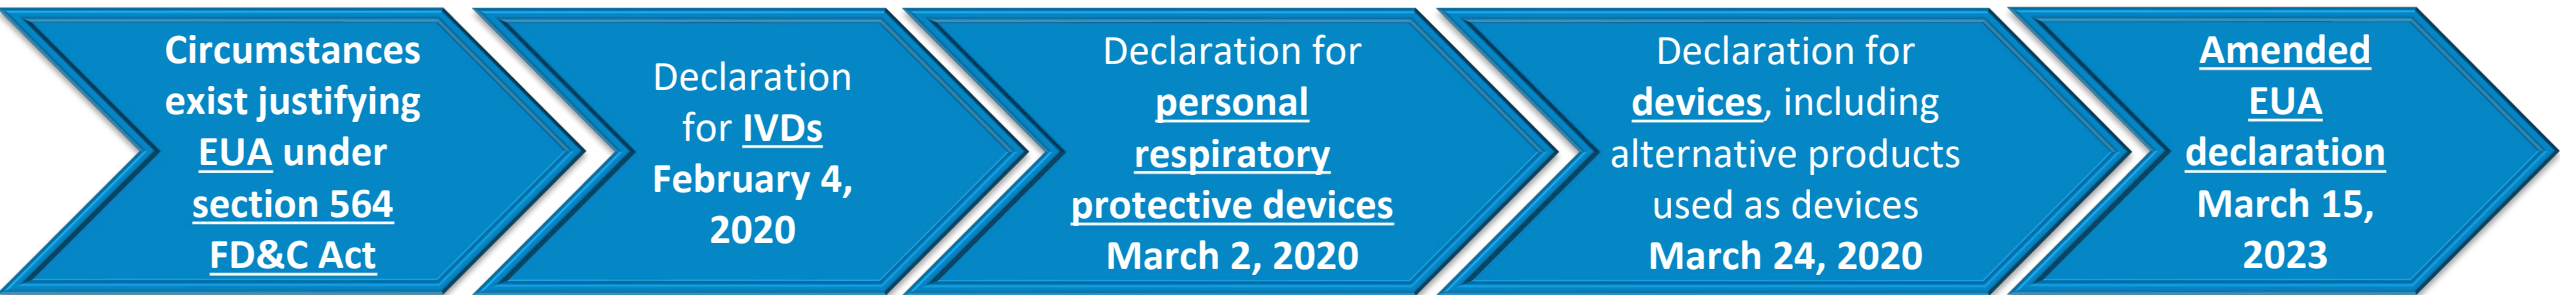 Circumstances
exist justifying
EUA under
section 564
FD&C Act
Declaration
for IVDs
February 4,
2020
Declaration for
personal
respiratory
protective devices
March 2, 2020
Declaration for
devices, including
alternative products
used as devices
March 24, 2020
Amended
EUA
declaration
March 15,
2023